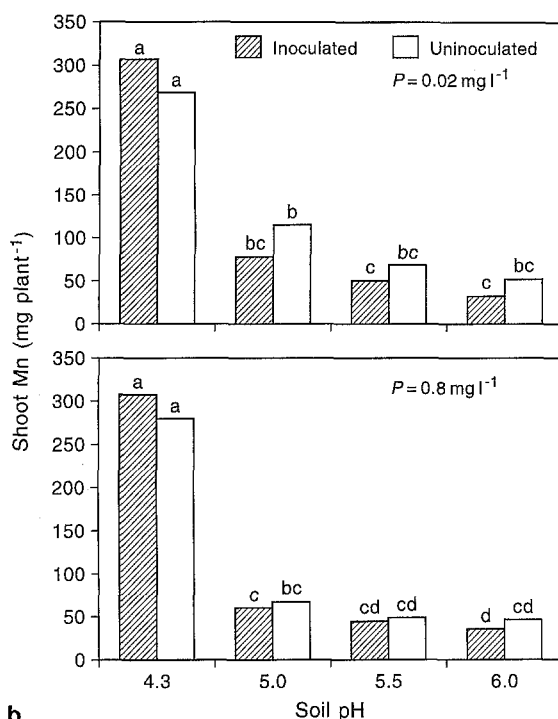 350
300
250
200
150
100
50
0
Inoculated Uninoculated
P = 0.02 mg l⁻¹
a a
bc b
c bc
c bc
Shoot Mn (mg plant⁻¹)
350
300
250
200
150
100
50
0
P = 0.8 mg l⁻¹
a a
c bc
cd cd
d cd
4.3 5.0 5.5 6.0
Soil pH
b